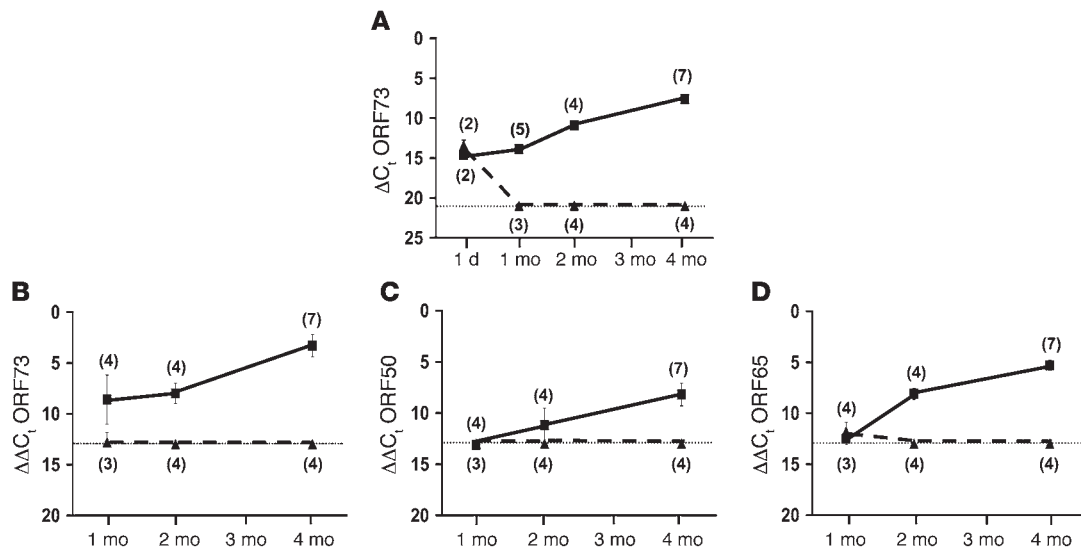 A
ΔCt ORF73
0
5
10
15
20
25
(2)
(2)
(5)
(4)
(7)
(3)
(4)
(4)
1 d
1 mo
2 mo
3 mo
4 mo
B
ΔΔCt ORF73
0
5
10
15
20
(4)
(4)
(7)
(3)
(4)
(4)
1 mo
2 mo
3 mo
4 mo
C
ΔΔCt ORF50
0
5
10
15
20
(4)
(4)
(7)
(3)
(4)
(4)
1 mo
2 mo
3 mo
4 mo
D
ΔΔCt ORF65
0
5
10
15
20
(4)
(4)
(7)
(3)
(4)
(4)
1 mo
2 mo
3 mo
4 mo